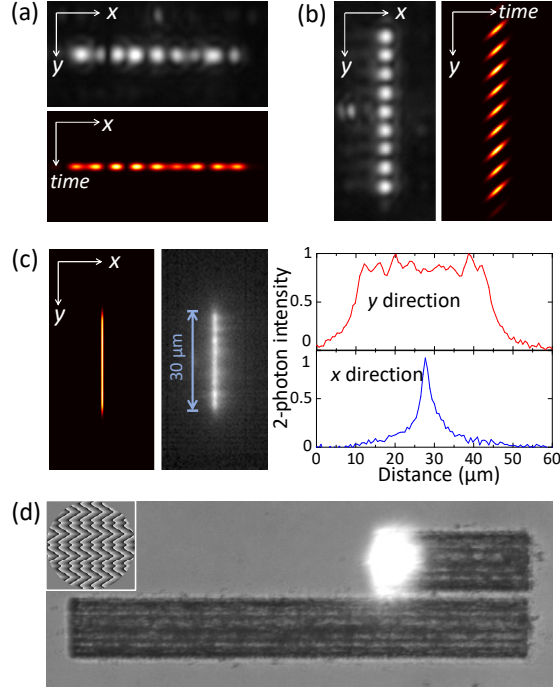 (a)
x
y
x
time
(b)
y
time
y
(c)
x
y
30 μm
1
0.5
0
y direction
1
0.5
0
x direction
2-photon intensity
0 10 20 30 40 50 60
Distance (μm)
(d)